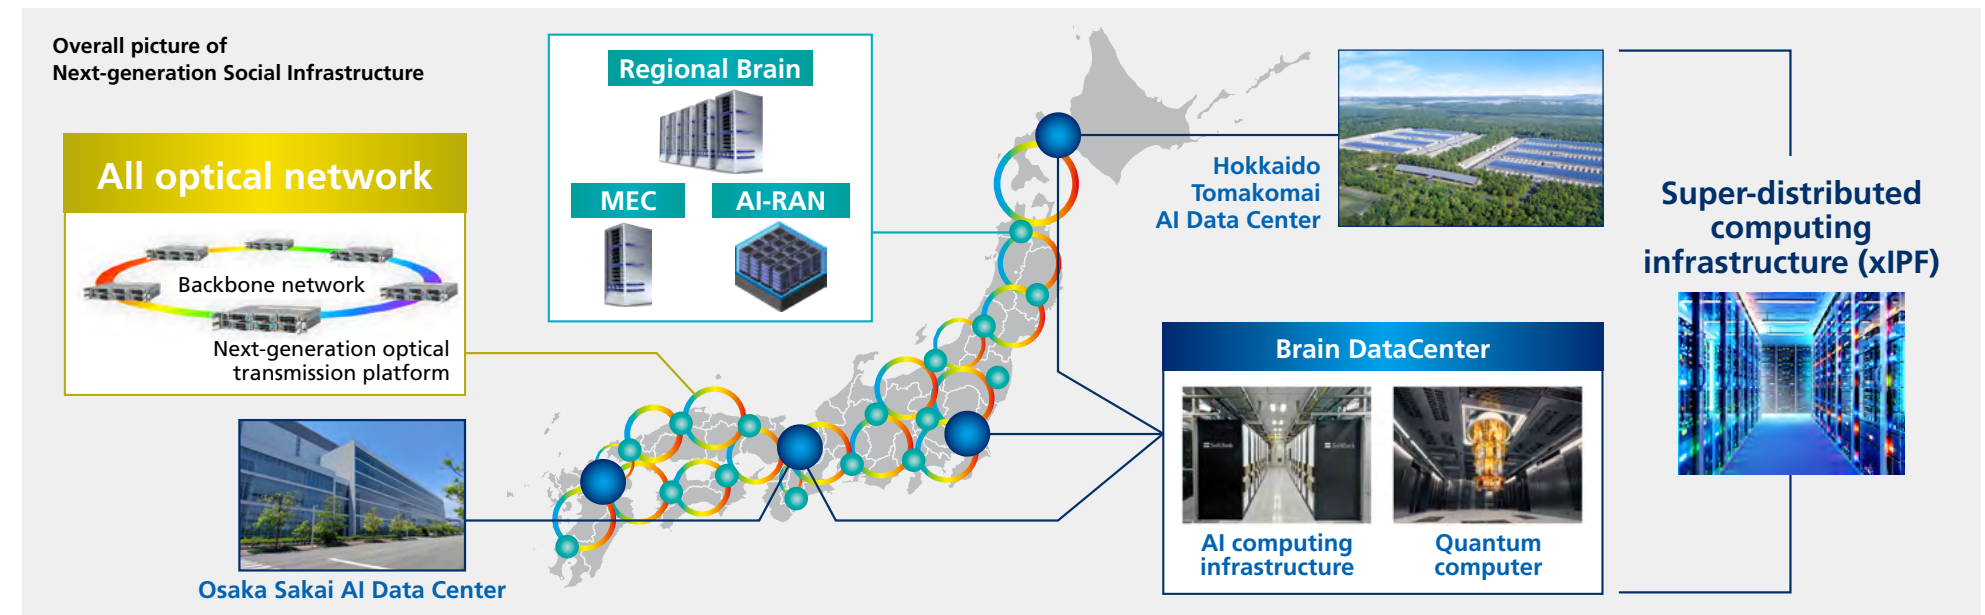 Overall picture of
Next-generation Social Infrastructure
All optical network
Backbone network
Next-generation optical
transmission platform
Osaka Sakai AI Data Center
Regional Brain
MEC
AI-RAN
Hokkaido
Tomakomai
AI Data Center
Brain DataCenter
SoftBank
SoftBank
AI computing
infrastructure
Quantum
computer
Super-distributed
computing
infrastructure (xIPF)